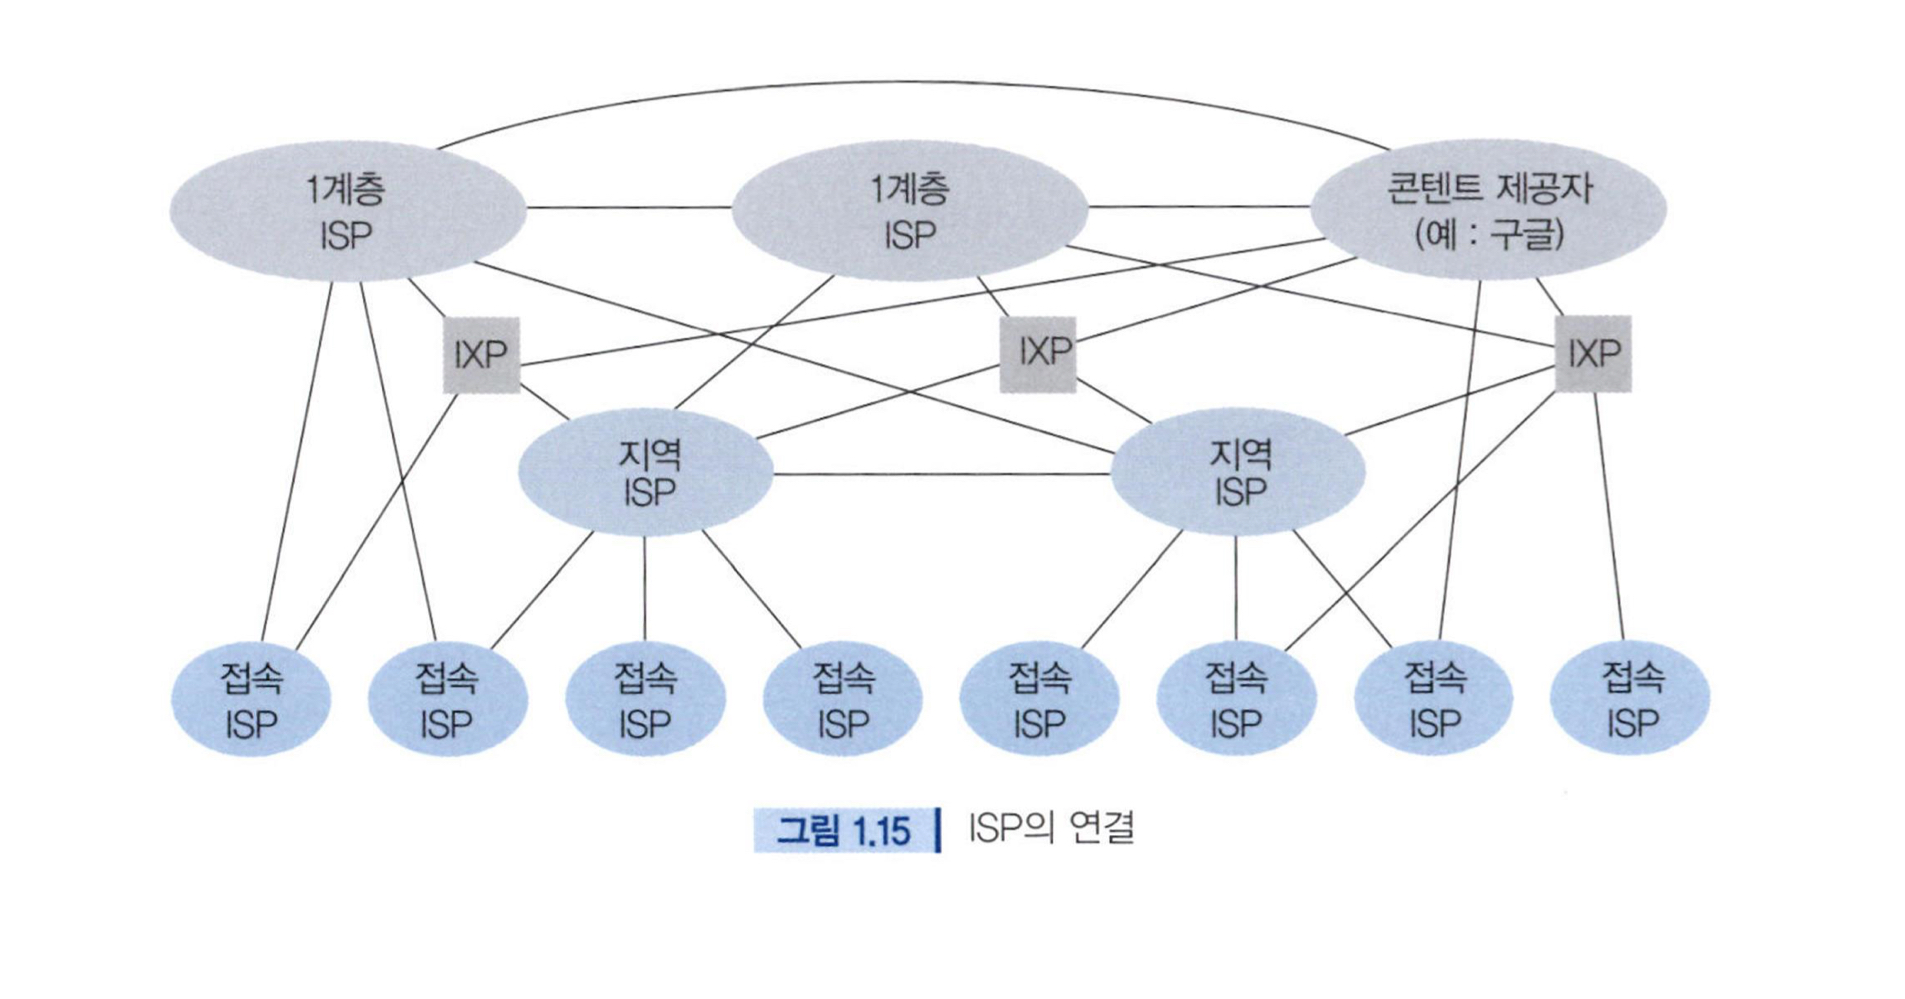 1계층
ISP
1계층
ISP
콘텐트 제공자
(예 : 구글)
IXP
IXP
IXP
지역
ISP
지역
ISP
접속
ISP
접속
ISP
접속
ISP
접속
ISP
접속
ISP
접속
ISP
접속
ISP
접속
ISP
그림 1.15 ISP의 연결